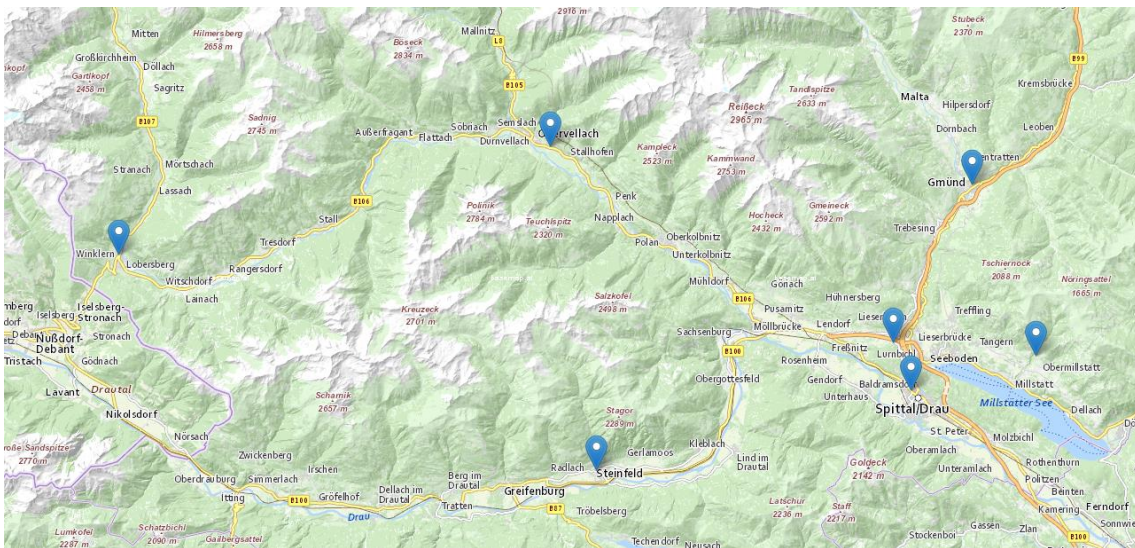 2916 m
Mallnitz
Stubeck
2370 m
Mitten
Hilmersberg
2658 m
Böseck
2834 m
L8
B99
Großkirchheim
Döllach
Gartlkopf
2458 m
Sagritz
B105
Kremsbrücke
Malta
Hilpersdorf
Tandlspitze
2633 m
Reißeck
2965 m
Sadnig
2745 m
B107
Außerfragant
Flattach
Söbnach
Semslach
Durnvellach
Stallhofen
Dornbach
Leoben
Kampleck
2523 m
Kammwand
2753 m
Gmünd
Stranach
Mörtschach
Lassach
B106
Penk
Polinik
2784 m
Teuchlspitz
2320 m
Napplach
Hocheck
2432 m
Gmeineck
2592 m
Trebesing
Stall
Tresdorf
Polan
Oberkolbnitz
Unterkolbnitz
Winklern
Lobersberg
Rangersdorf
Witschdorf
Lainach
Mühldorf
Gönach
Tschiernock
2088 m
Nöringsattel
1665 m
Iselsberg-
Stronach
Iselsberg
Stronach
Nußdorf-
Debant
Gödnach
Tristach
Kreuzeck
2701 m
Salzkofel
2498 m
B106
Pusarnitz
Hühnersberg
Treffling
Sachsenburg
Möllbrücke
Lendorf
Lieserbrücke
Tangern
B100
Freßnitz
Lurnbichl
Seeboden
Obermillstatt
Rosenheim
Millstatt
Lavant
Drautal
Nikolsdorf
Obergottesfeld
Gendorf
Baldramsdorf
Unterhaus
Millstätter See
Dellach
Spittal/Drau
Scharnik
2657 m
Stagor
2289 m
Nörsach
St. Peter
Molzbichl
Große Sandspitze
2770 m
Zwickenberg
Irschen
Gerlamoos
Kleblach
Lind im
Drautal
Oberamlach
Goldeck
2142 m
Unteramlach
Rothenthurn
Politzen
Oberdrauburg
Simmerlach
Berg im
Drautal
Radlach
Steinfeld
Itting
B100
Gröfelhof
Dellach im
Drautal
Greifenburg
Tratten
B87
Drau
Trobelsberg
Latschur
2236 m
Staff
2217 m
Beinten
Kamering
Ferndorf
Lumkofel
2287 m
Schatzbichl
2090 m
Gailbergsattel
Techendorf
Neusach
Gassen
Stockenboi
Zlan
B100